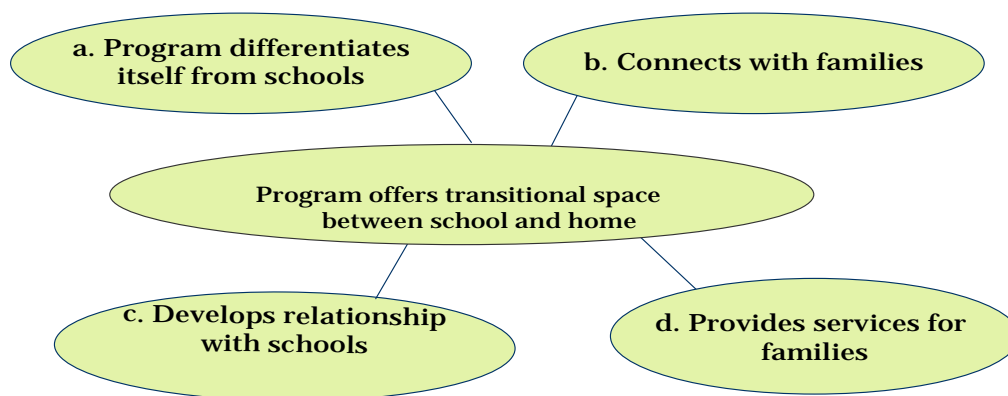 a. Program differentiates
itself from schools
b. Connects with families
Program offers transitional space
between school and home
c. Develops relationship
with schools
d. Provides services for
families